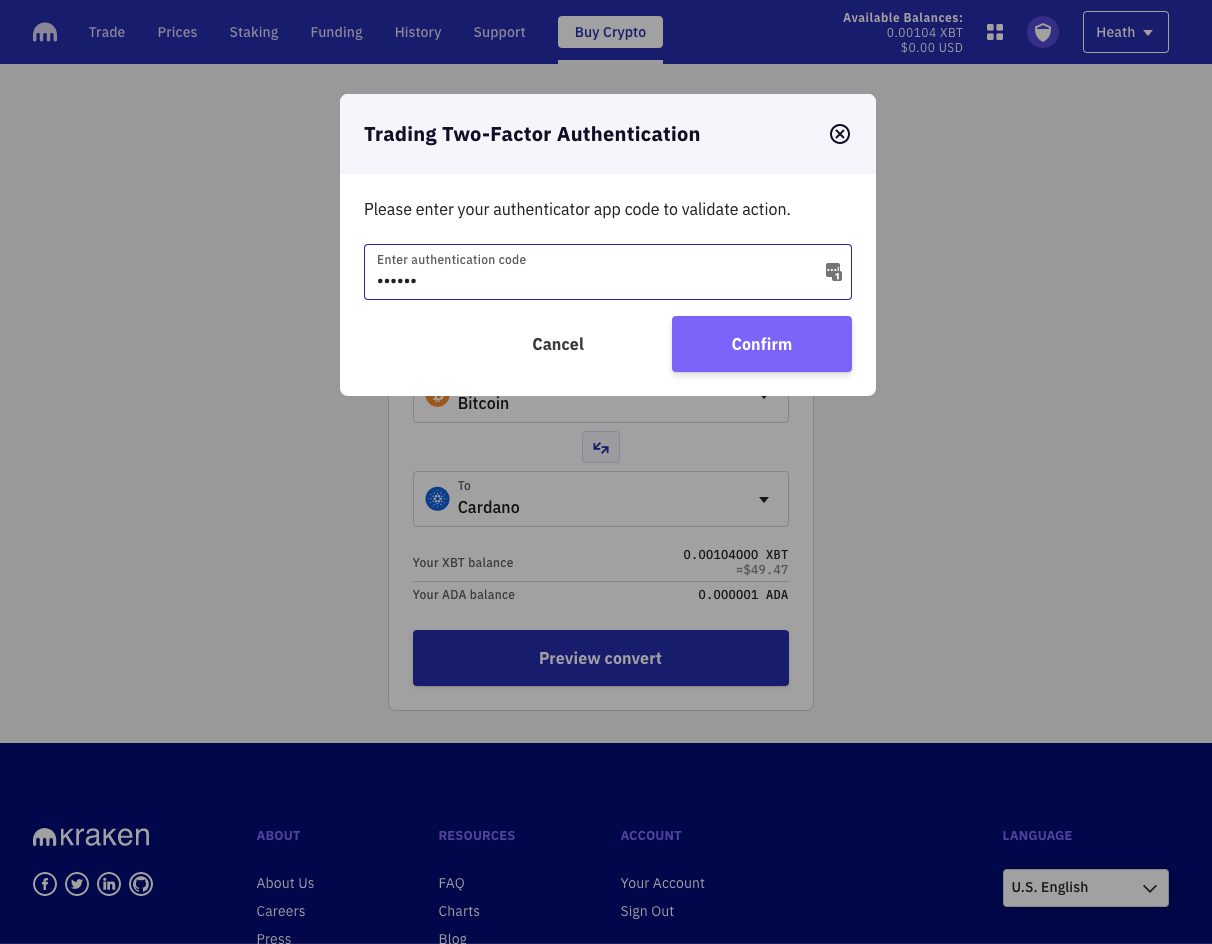 Trade
Prices
Staking
Funding
History
Support
Buy Crypto
Available Balances:
0.00104 XBT
$0.00 USD
Heath
Trading Two-Factor Authentication
Please enter your authenticator app code to validate action.
Enter authentication code
••••••
1
Cancel
Confirm
Bitcoin
To
Cardano
Your XBT balance
0.00104000 XBT
≈$49.47
Your ADA balance
0.000001 ADA
Preview convert
kraken
ABOUT
RESOURCES
ACCOUNT
LANGUAGE
About Us
FAQ
Your Account
U.S. English
Careers
Charts
Sign Out
Press
Blog